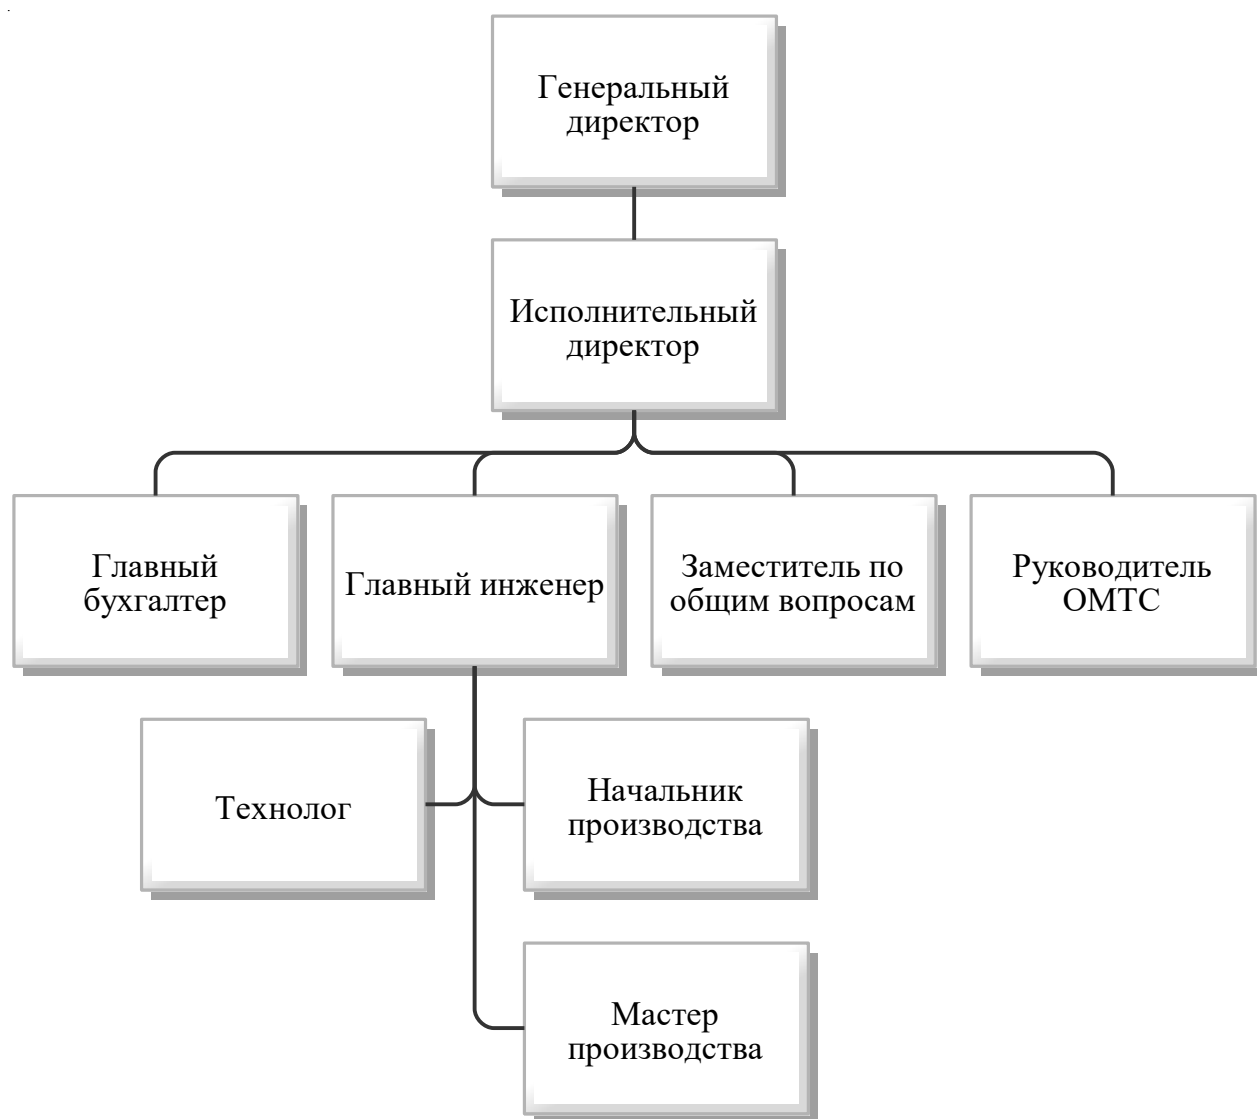 Генеральный
директор
Исполнительный
директор
Главный
бухгалтер
Главный инженер
Заместитель по
общим вопросам
Руководитель
ОМТС
Технолог
Начальник
производства
Мастер
производства